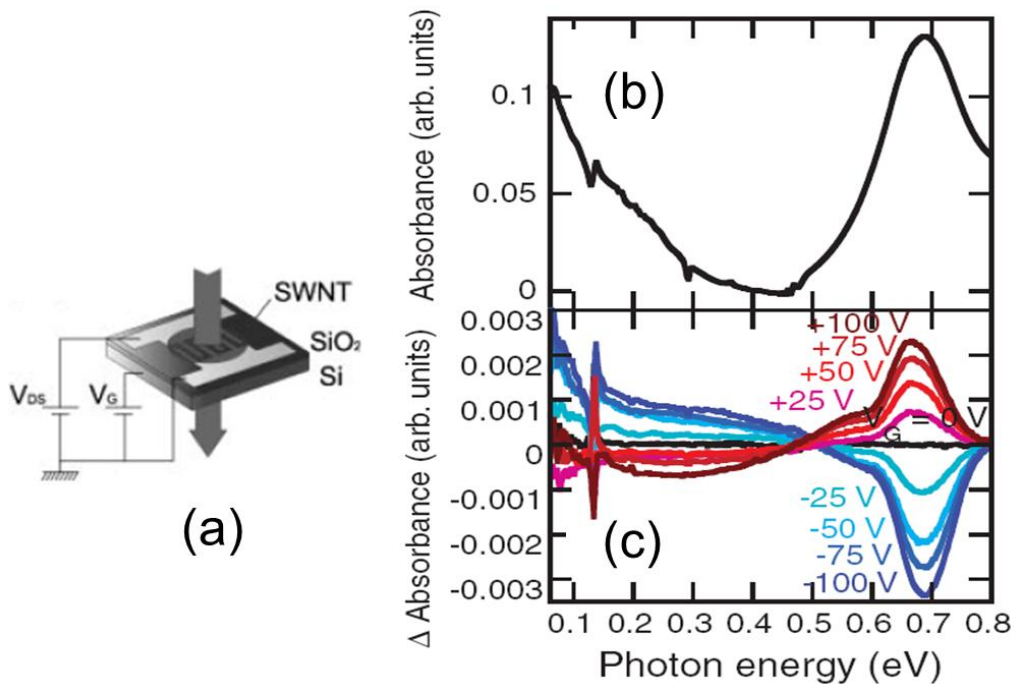 SWNT
SiO2
Si
VDS
VG
(a)
Absorbance (arb. units)
0.1
0.05
0
(b)
Δ Absorbance (arb. units)
0.003
0.002
0.001
0
-0.001
-0.002
-0.003
+100 V
+75 V
+50 V
+25 V
VG = 0 V
-25 V
-50 V
-75 V
-100 V
(c)
0.1 0.2 0.3 0.4 0.5 0.6 0.7 0.8
Photon energy (eV)